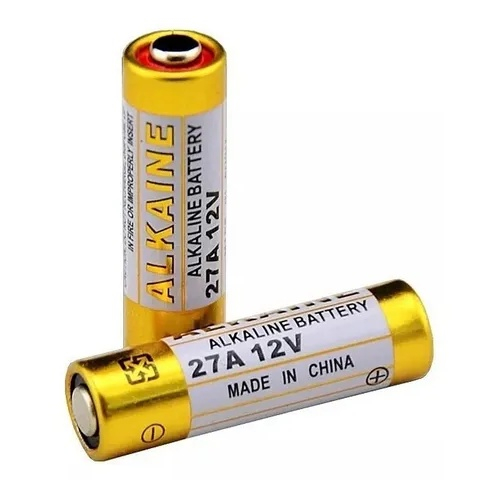 ALKAINE
ALKALINE BATTERY
27A 12V
IN FIRE OR IMPROPERLY INSERT
ALKALINE BATTERY
27A 12V
MADE IN CHINA